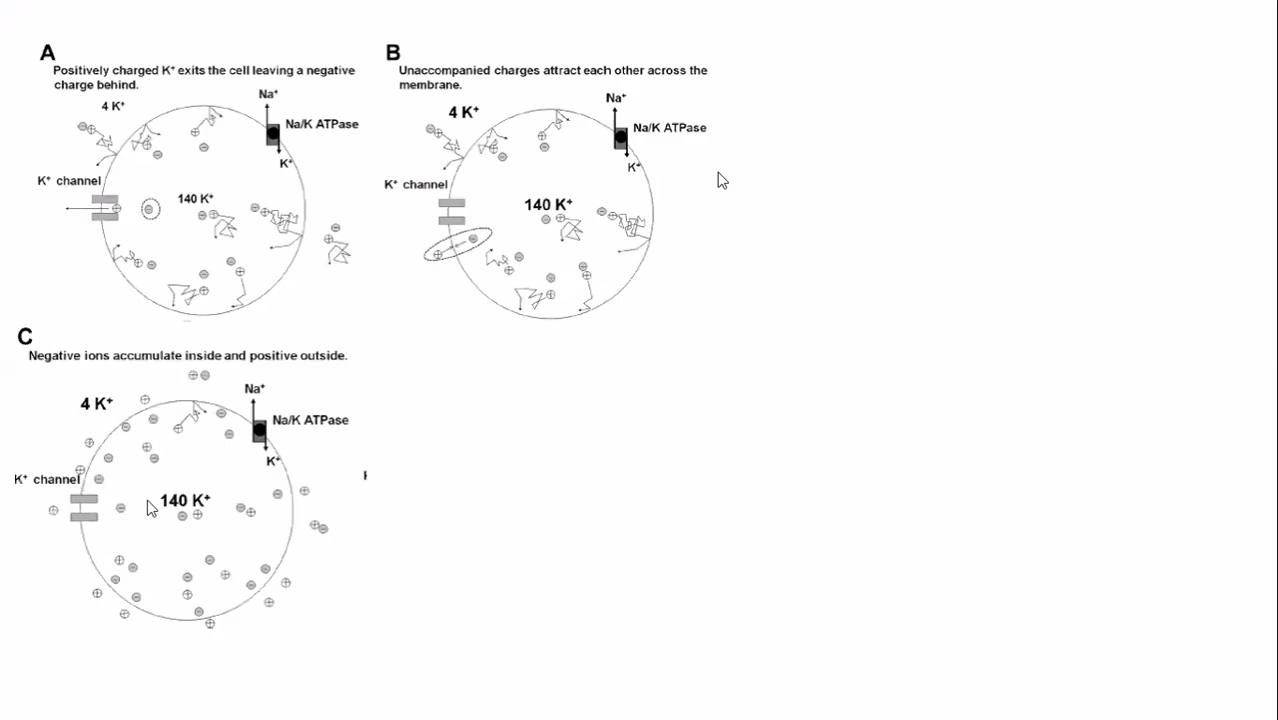 A
Positively charged K⁺ exits the cell leaving a negative
charge behind.
4 K⁺
Na⁺
Na/K ATPase
K⁺
K⁺ channel
140 K⁺
B
Unaccompanied charges attract each other across the
membrane.
4 K⁺
Na⁺
Na/K ATPase
K⁺
K⁺ channel
140 K⁺
C
Negative ions accumulate inside and positive outside.
4 K⁺
Na⁺
Na/K ATPase
K⁺
K⁺ channel
140 K⁺